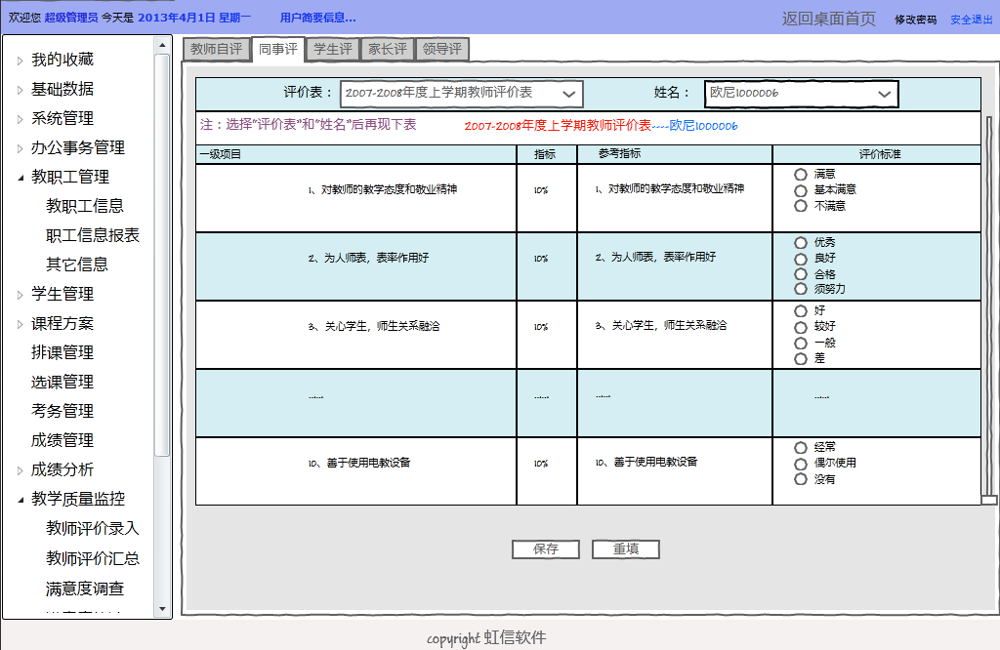 欢迎您 超级管理员 今天是 2013年4月1日 星期一 用户简要信息... 返回桌面首页 修改密码 安全退出
我的收藏
基础数据
系统管理
办公事务管理
教职工管理
教职工信息
职工信息报表
其它信息
学生管理
课程方案
排课管理
选课管理
考务管理
成绩管理
成绩分析
教学质量监控
教师评价录入
教师评价汇总
满意度调查
教师自评 同事评 学生评 家长评 领导评
评价表： 2007-2008年度上学期教师评价表 姓名： 欧尼1000006
注：选择"评价表"和"姓名"后再现下表 2007-2008年度上学期教师评价表----欧尼1000006
一级项目 指标 参考指标 评价标准
1、对教师的教学态度和敬业精神 10% 1、对教师的教学态度和敬业精神
满意
基本满意
不满意
2、为人师表，表率作用好 10% 2、为人师表，表率作用好
优秀
良好
合格
须努力
3、关心学生，师生关系融洽 10% 3、关心学生，师生关系融洽
好
较好
一般
差
...... ...... ...... ......
10、善于使用电教设备 10% 10、善于使用电教设备
经常
偶尔使用
没有
保存 重填
copyright 虹信软件